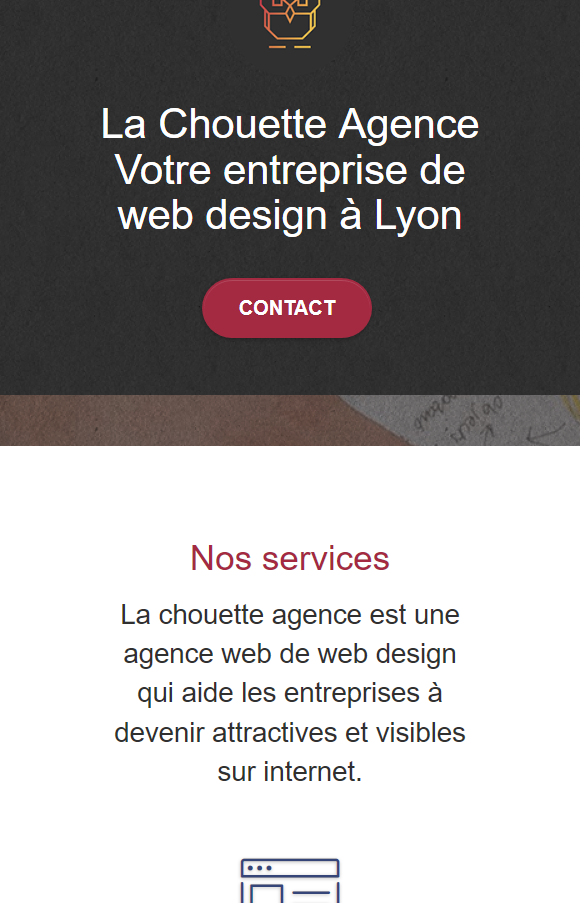 La Chouette Agence
Votre entreprise de
web design à Lyon
CONTACT
Nos services
La chouette agence est une
agence web de web design
qui aide les entreprises à
devenir attractives et visibles
sur internet.